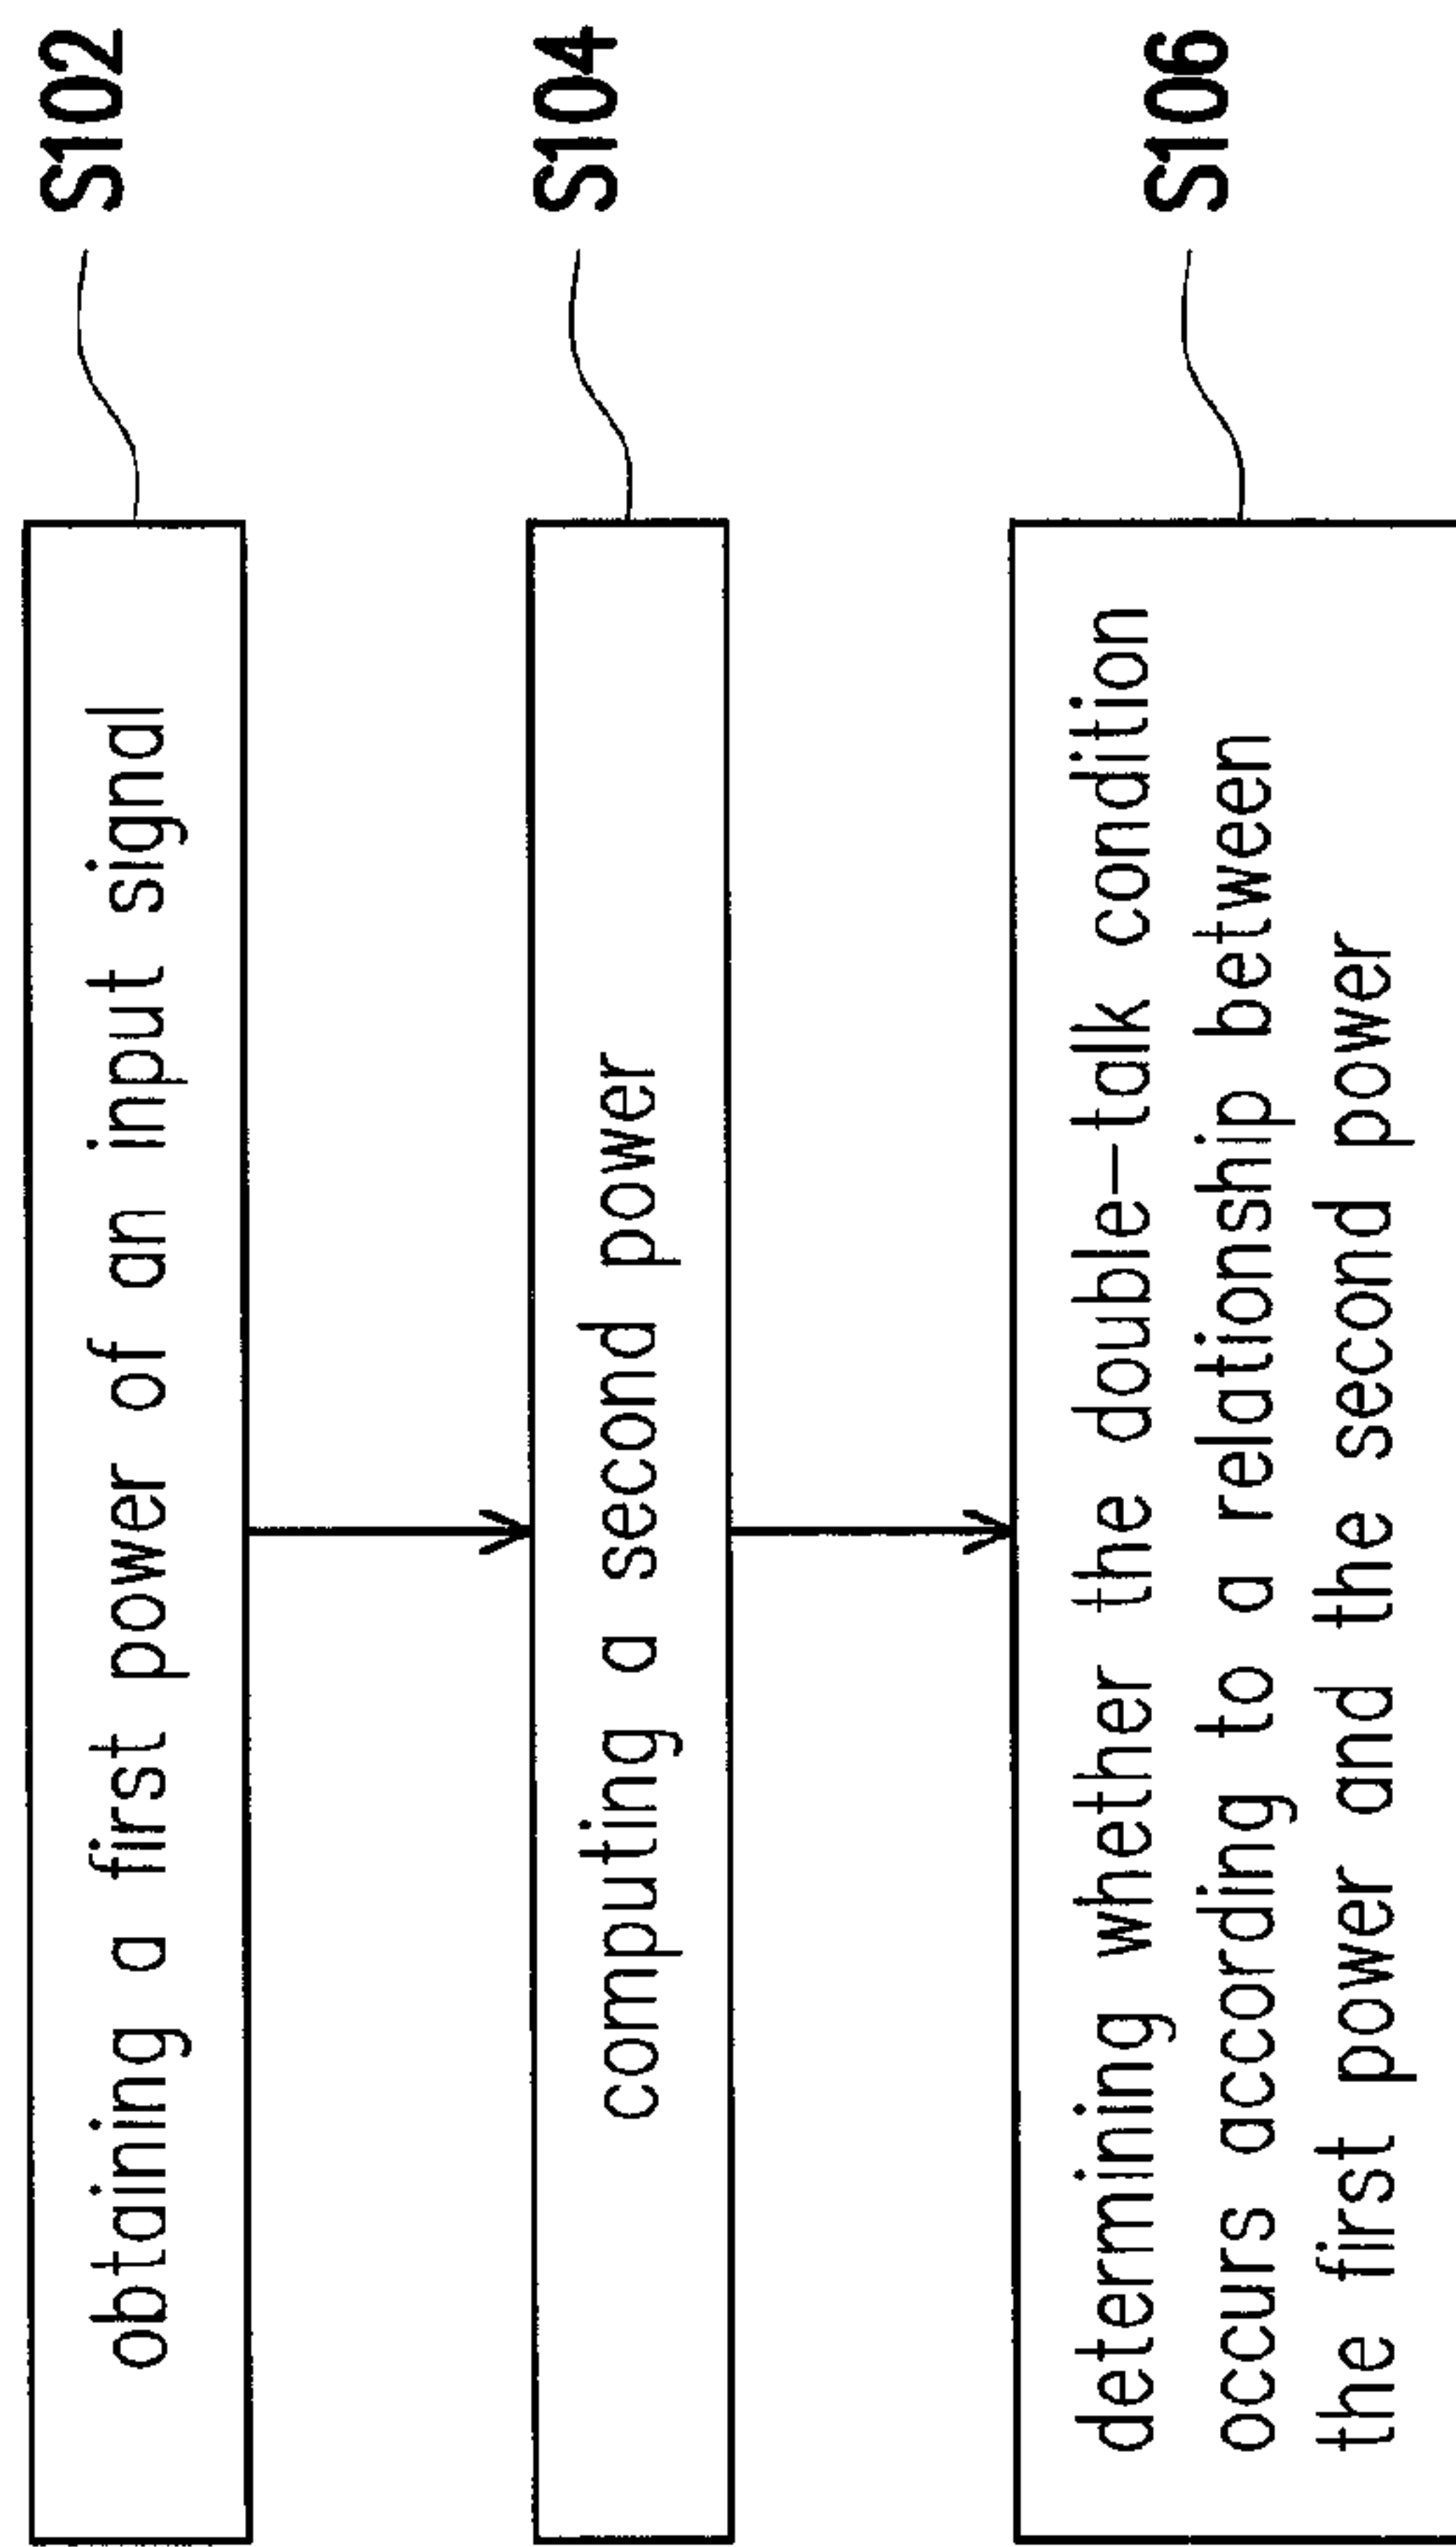 obtaining a first power of an input signal
S102
computing a second power
S104
determining whether the double-talk condition
occurs according to a relationship between
the first power and the second power
S106